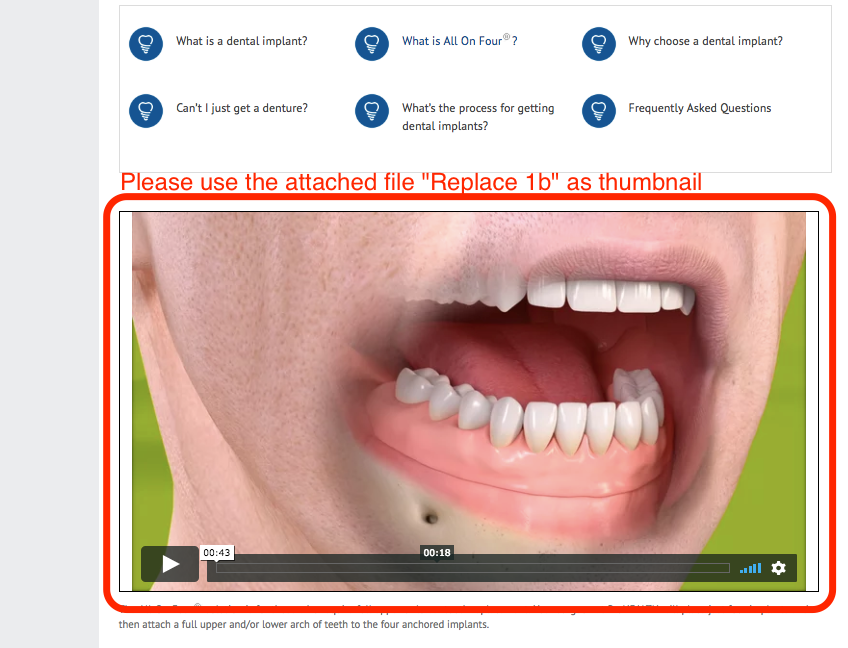 What is a dental implant?
What is All On Four®?
Why choose a dental implant?
Can't I just get a denture?
What's the process for getting
dental implants?
Frequently Asked Questions
Please use the attached file "Replace 1b" as thumbnail
00:43
00:18
then attach a full upper and/or lower arch of teeth to the four anchored implants.